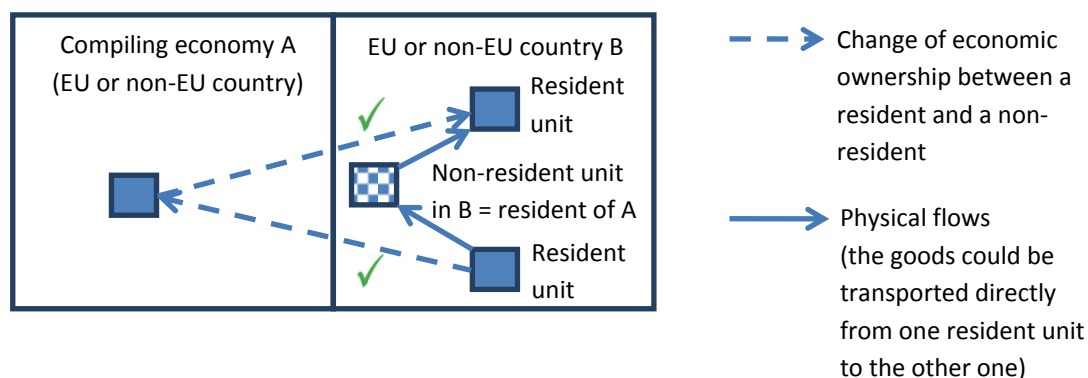 Compiling economy A
(EU or non-EU country)
EU or non-EU country B
Resident
unit
Non-resident unit
in B = resident of A
Resident
unit
Change of economic
ownership between a
resident and a non-
resident
Physical flows
(the goods could be
transported directly
from one resident unit
to the other one)